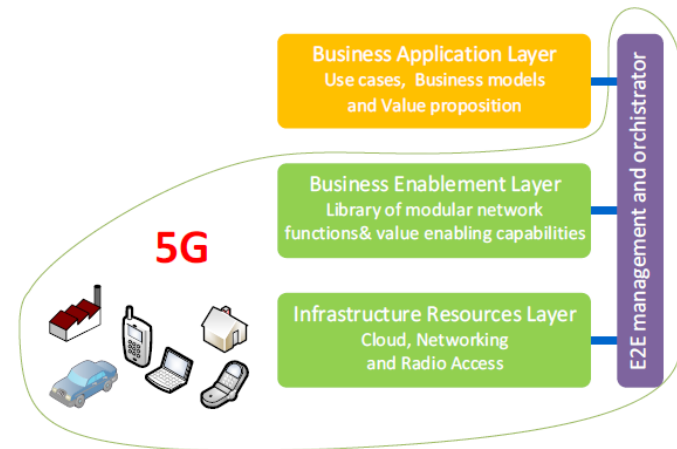 Business Application Layer
Use cases, Business models
and Value proposition
Business Enablement Layer
Library of modular network
functions& value enabling capabilities
5G
Infrastructure Resources Layer
Cloud, Networking
and Radio Access
E2E management and orchistrator